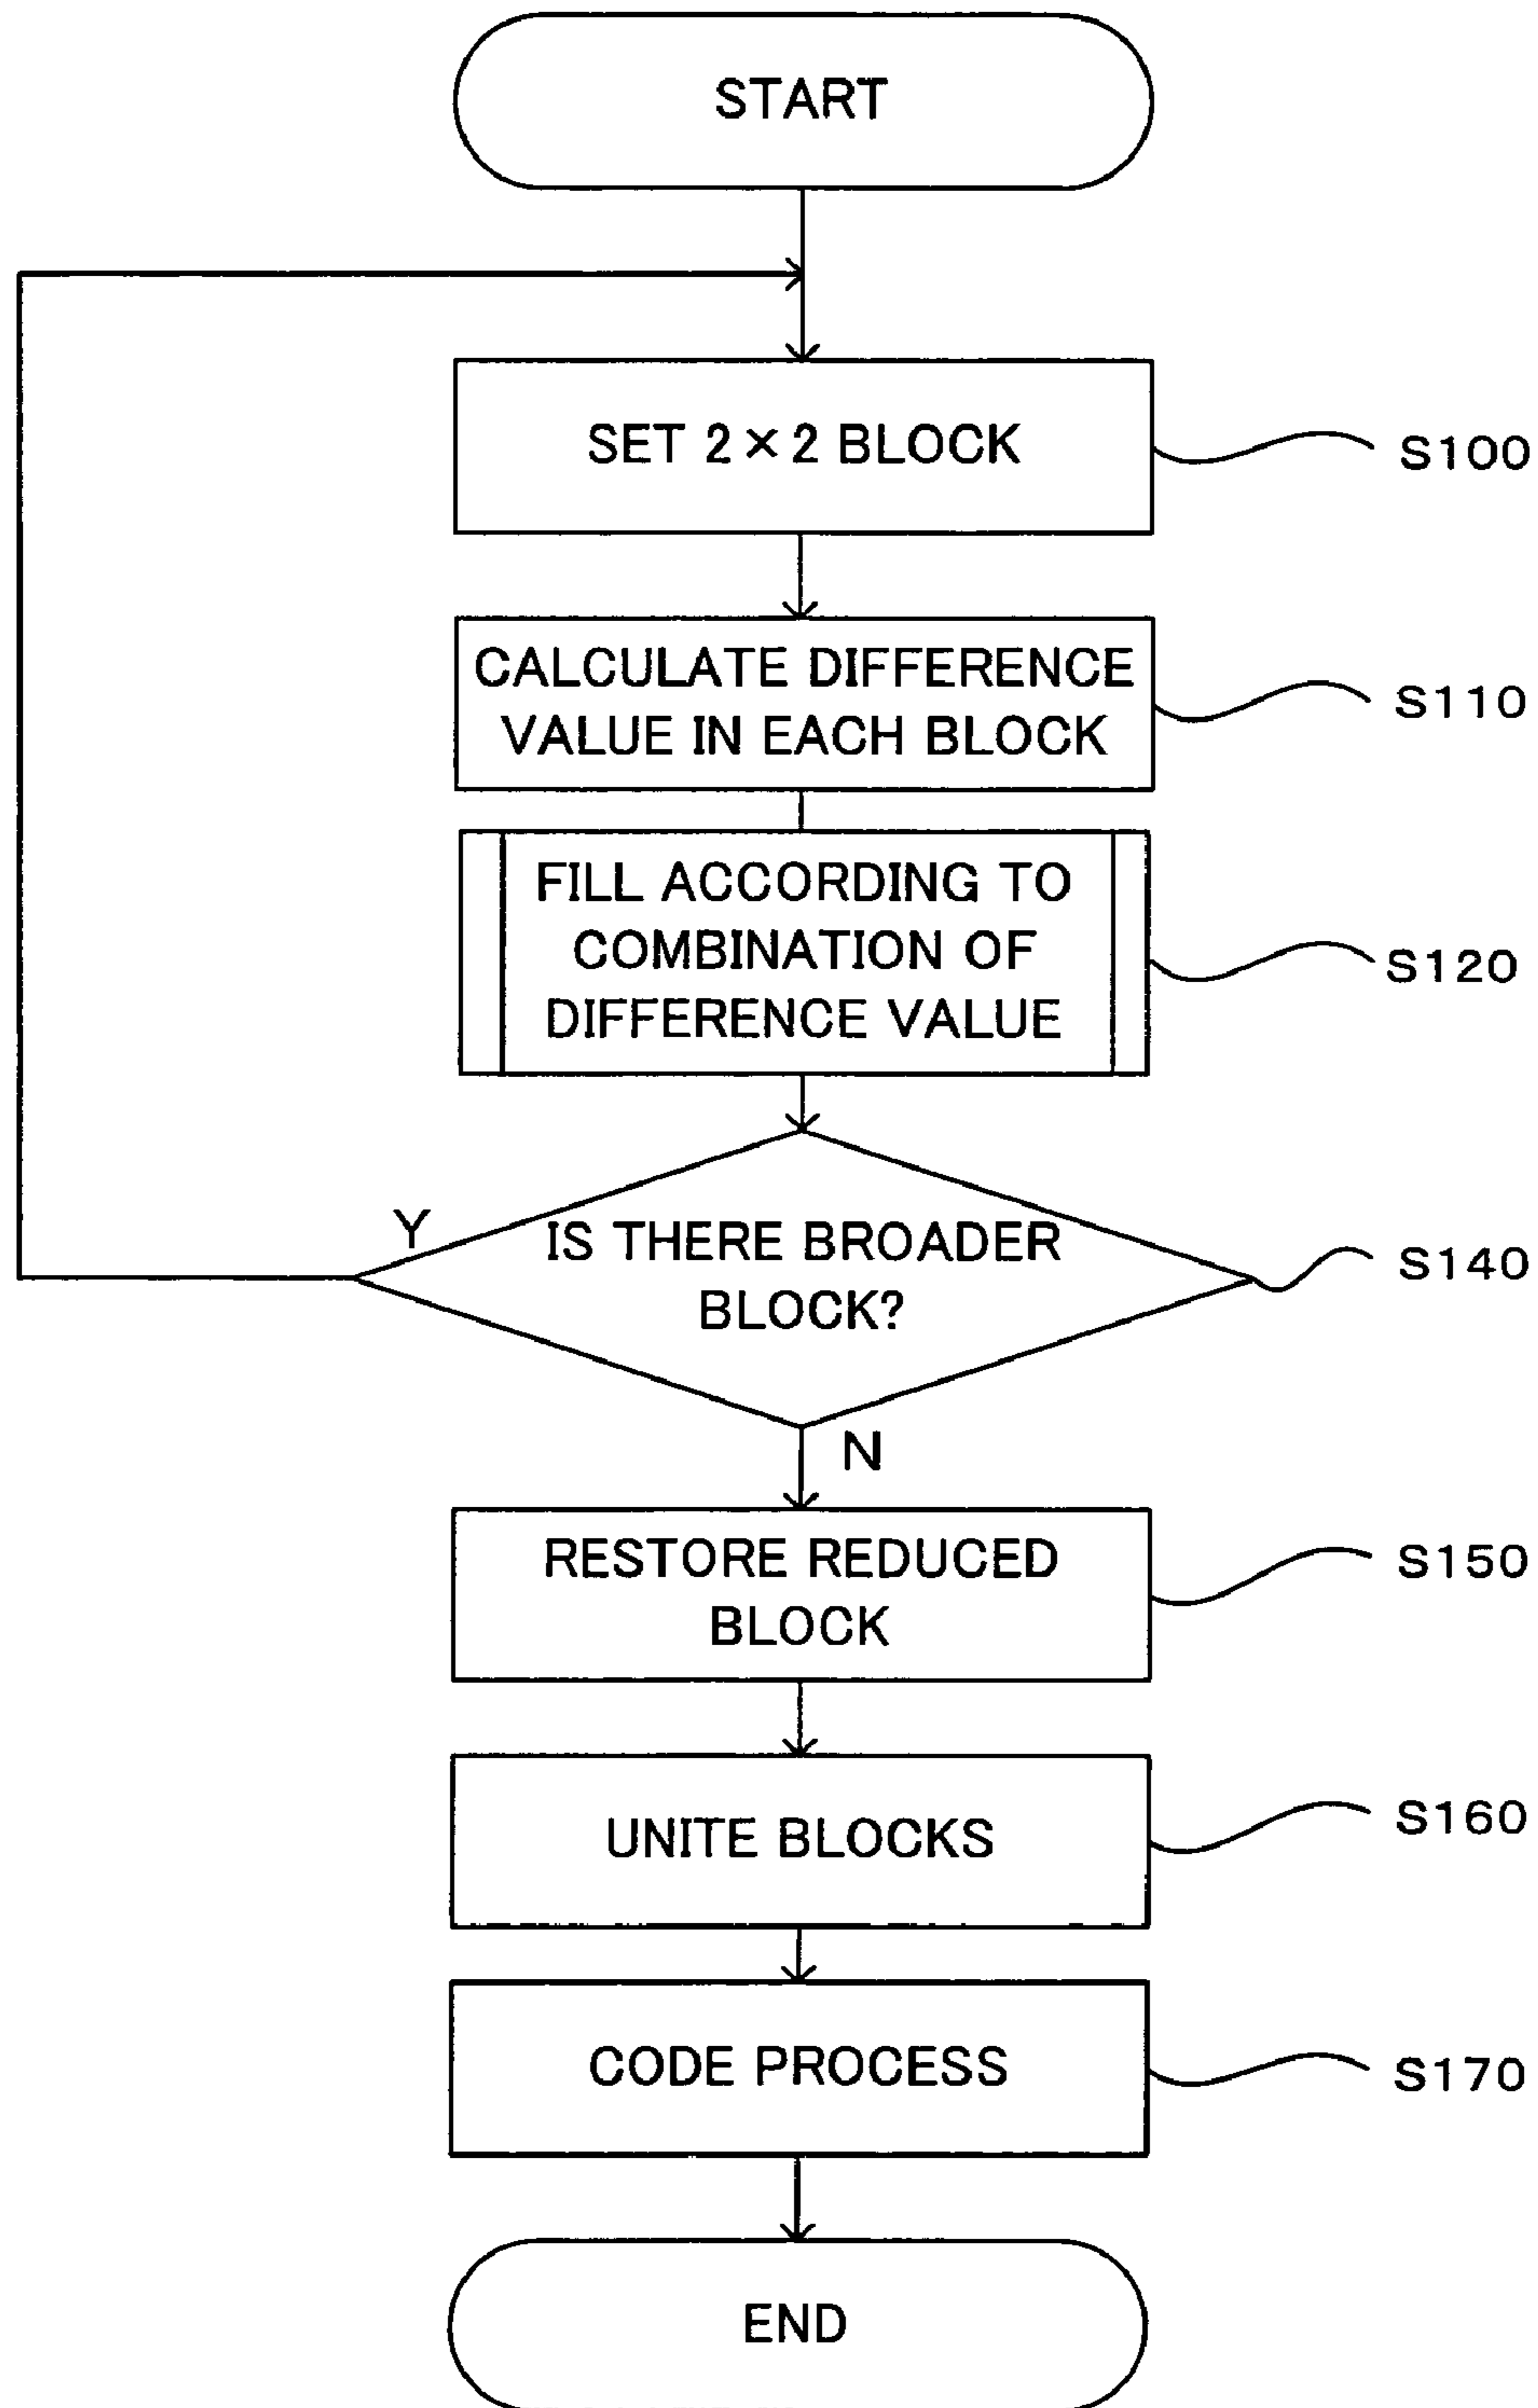 START
SET 2×2 BLOCK
S100
CALCULATE DIFFERENCE
VALUE IN EACH BLOCK
S110
FILL ACCORDING TO
COMBINATION OF
DIFFERENCE VALUE
S120
Y
IS THERE BROADER
BLOCK?
S140
N
RESTORE REDUCED
BLOCK
S150
UNITE BLOCKS
S160
CODE PROCESS
S170
END